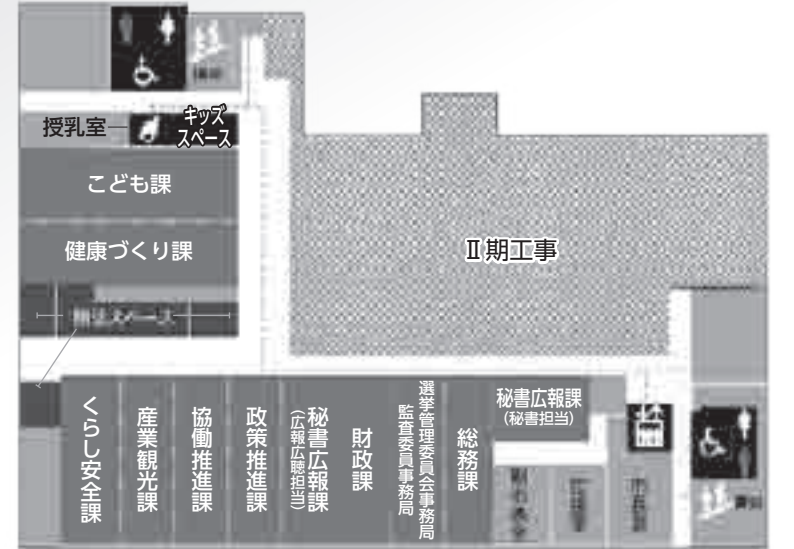 授乳室
キッズ
スペース
こども課
健康づくり課
Ⅱ期工事
くらし安全課
産業観光課
協働推進課
政策推進課
秘書広報課
(広報広聴担当)
財政課
選挙管理委員会事務局
監査委員事務局
総務課
秘書広報課
(秘書担当)